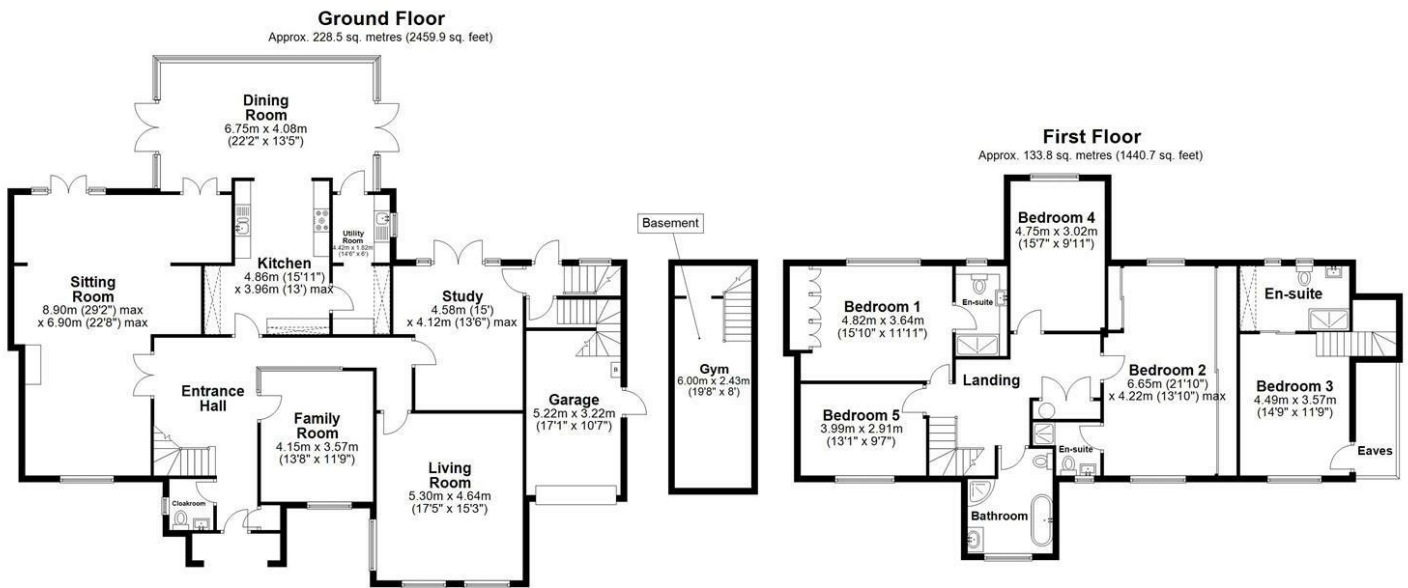 Ground Floor
Approx. 228.5 sq. metres (2459.9 sq. feet)
Dining
Room
6.75m x 4.08m
(22'2" x 13'5")
Utility
Room
4.42m x 1.82m
(14'6" x 6')
Kitchen
4.86m (15'11")
x 3.96m (13') max
Sitting
Room
8.90m (29'2") max
x 6.90m (22'8") max
Study
4.58m (15')
x 4.12m (13'6") max
Entrance
Hall
Family
Room
4.15m x 3.57m
(13'8" x 11'9")
Garage
5.22m x 3.22m
(17'1" x 10'7")
B
Living
Room
5.30m x 4.64m
(17'5" x 15'3")
Cloakroom
Basement
Gym
6.00m x 2.43m
(19'8" x 8')
First Floor
Approx. 133.8 sq. metres (1440.7 sq. feet)
Bedroom 4
4.75m x 3.02m
(15'7" x 9'11")
Bedroom 1
4.82m x 3.64m
(15'10" x 11'11")
En-suite
En-suite
Landing
Bedroom 2
6.65m (21'10")
x 4.22m (13'10") max
Bedroom 3
4.49m x 3.57m
(14'9" x 11'9")
Bedroom 5
3.99m x 2.91m
(13'1" x 9'7")
En-suite
Eaves
Bathroom